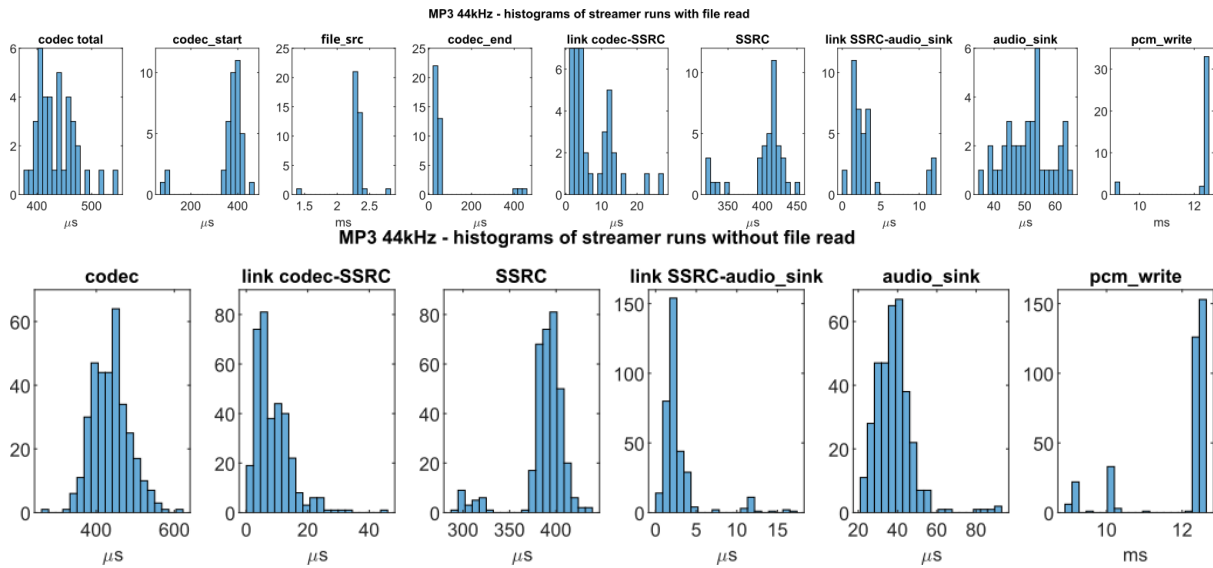 MP3 44kHz - histograms of streamer runs with file read
codec total codec_start file_src codec_end link codec-SSRC SSRC link SSRC-audio_sink audio_sink pcm_write
6 10 25 25 6 8 10 6 30
4 5 20 20 4 6 5 4 20
2 0 15 15 2 4 0 2 10
0 10 10 0 2 0 0
5 5 0
0 0
400 500 200 400 1.5 2 2.5 0 200 400 0 10 20 350 400 450 0 5 10 40 50 60 10 12
μs μs ms μs μs μs μs μs ms
MP3 44kHz - histograms of streamer runs without file read
codec link codec-SSRC SSRC link SSRC-audio_sink audio_sink pcm_write
60 80 80 150 60 150
40 60 60 100 40 100
20 40 40 50 20 50
0 20 20 0 0 0
0 0
400 600 0 20 40 300 350 400 0 5 10 15 20 40 60 80 10 12
μs μs μs μs μs ms